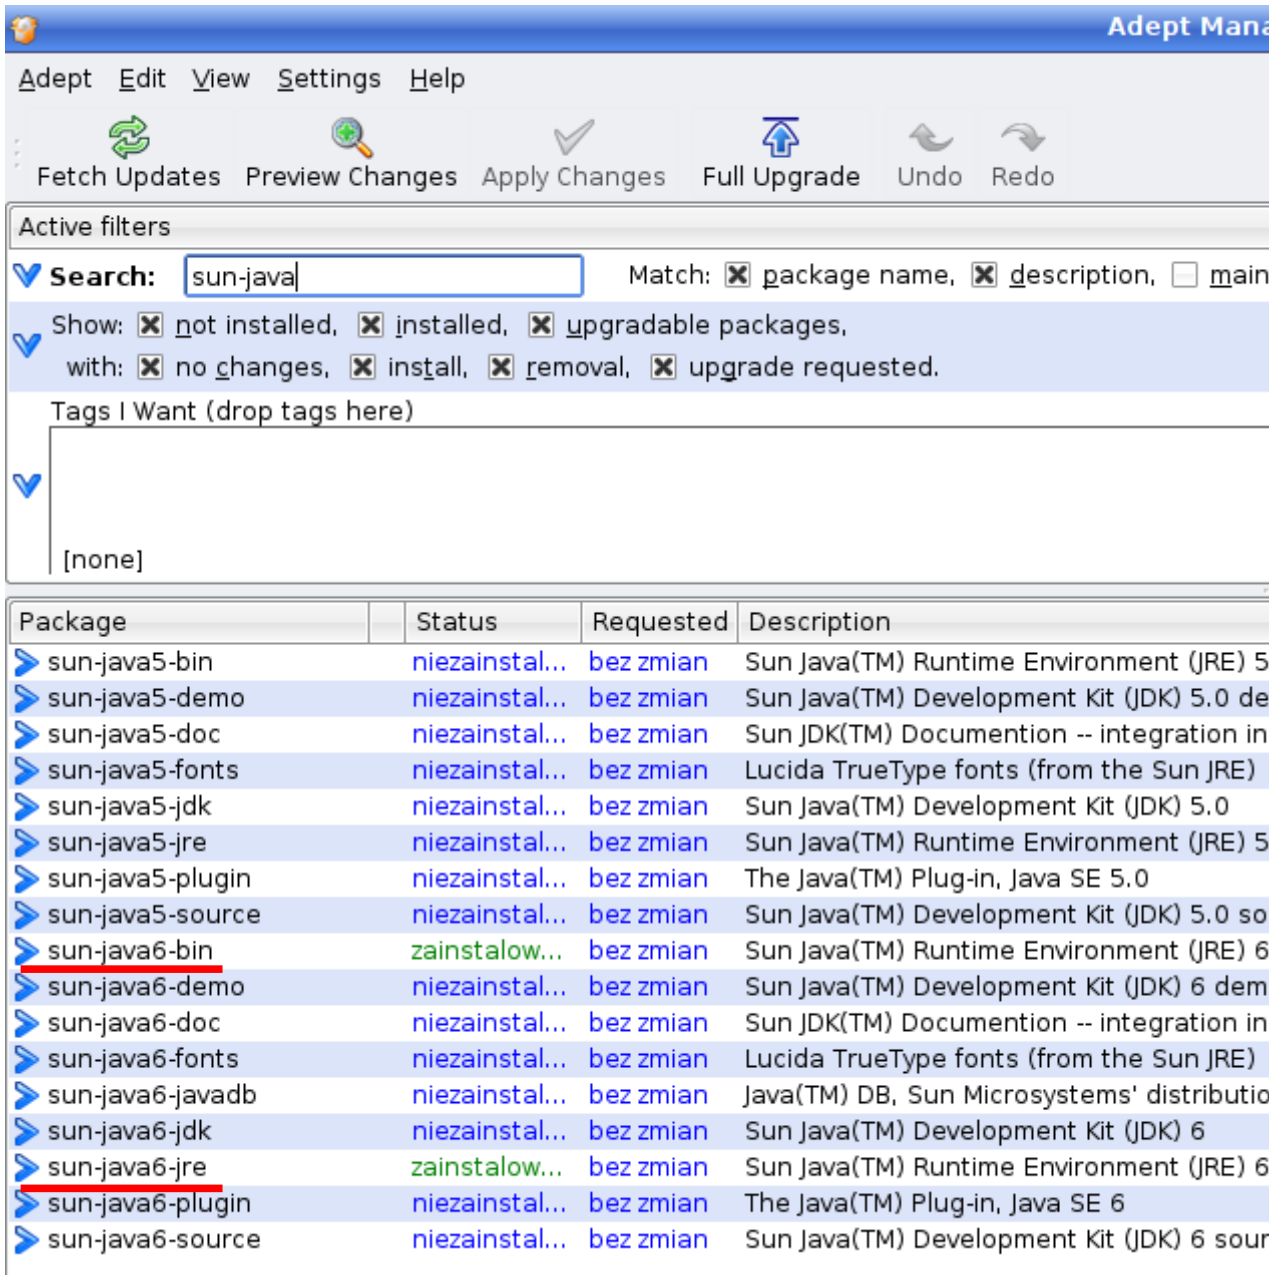 Adept Mana
Adept Edit View Settings Help
Fetch Updates Preview Changes Apply Changes Full Upgrade Undo Redo
Active filters
Search: sun-java Match: package name, description, main
Show: not installed, installed, upgradable packages,
with: no changes, install, removal, upgrade requested.
Tags I Want (drop tags here)
[none]
Package Status Requested Description
sun-java5-bin niezainstal... bez zmian Sun Java(TM) Runtime Environment (JRE) 5
sun-java5-demo niezainstal... bez zmian Sun Java(TM) Development Kit (JDK) 5.0 de
sun-java5-doc niezainstal... bez zmian Sun JDK(TM) Documention -- integration in
sun-java5-fonts niezainstal... bez zmian Lucida TrueType fonts (from the Sun JRE)
sun-java5-jdk niezainstal... bez zmian Sun Java(TM) Development Kit (JDK) 5.0
sun-java5-jre niezainstal... bez zmian Sun Java(TM) Runtime Environment (JRE) 5
sun-java5-plugin niezainstal... bez zmian The Java(TM) Plug-in, Java SE 5.0
sun-java5-source niezainstal... bez zmian Sun Java(TM) Development Kit (JDK) 5.0 so
sun-java6-bin zainstalow... bez zmian Sun Java(TM) Runtime Environment (JRE) 6
sun-java6-demo niezainstal... bez zmian Sun Java(TM) Development Kit (JDK) 6 dem
sun-java6-doc niezainstal... bez zmian Sun JDK(TM) Documention -- integration in
sun-java6-fonts niezainstal... bez zmian Lucida TrueType fonts (from the Sun JRE)
sun-java6-javadb niezainstal... bez zmian Java(TM) DB, Sun Microsystems' distributio
sun-java6-jdk niezainstal... bez zmian Sun Java(TM) Development Kit (JDK) 6
sun-java6-jre zainstalow... bez zmian Sun Java(TM) Runtime Environment (JRE) 6
sun-java6-plugin niezainstal... bez zmian The Java(TM) Plug-in, Java SE 6
sun-java6-source niezainstal... bez zmian Sun Java(TM) Development Kit (JDK) 6 sour